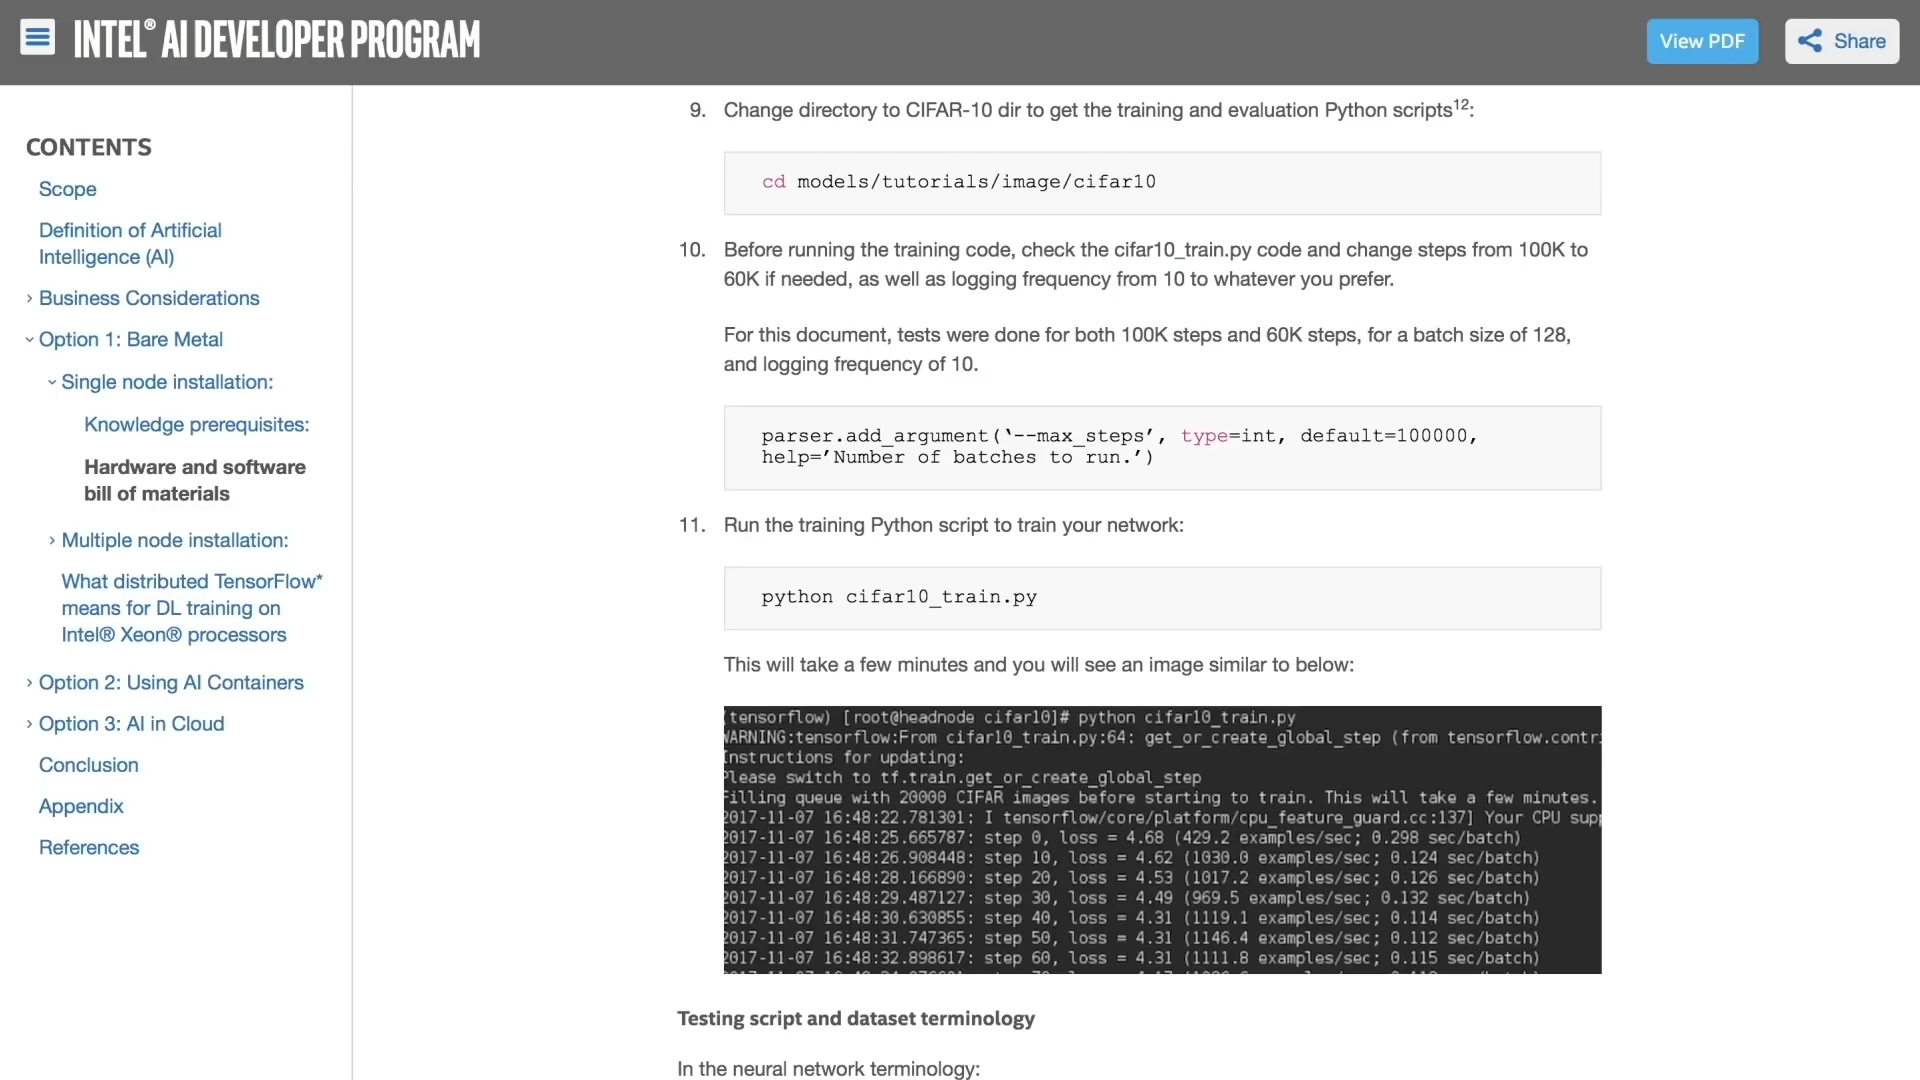 INTEL® AI DEVELOPER PROGRAM
View PDF
Share
CONTENTS
Scope
Definition of Artificial
Intelligence (AI)
Business Considerations
Option 1: Bare Metal
Single node installation:
Knowledge prerequisites:
Hardware and software
bill of materials
Multiple node installation:
What distributed TensorFlow*
means for DL training on
Intel® Xeon® processors
Option 2: Using AI Containers
Option 3: AI in Cloud
Conclusion
Appendix
References
9. Change directory to CIFAR-10 dir to get the training and evaluation Python scripts12:
cd models/tutorials/image/cifar10
10. Before running the training code, check the cifar10_train.py code and change steps from 100K to
60K if needed, as well as logging frequency from 10 to whatever you prefer.
For this document, tests were done for both 100K steps and 60K steps, for a batch size of 128,
and logging frequency of 10.
parser.add_argument(‘--max_steps’, type=int, default=100000,
help=’Number of batches to run.’)
11. Run the training Python script to train your network:
python cifar10_train.py
This will take a few minutes and you will see an image similar to below:
(tensorflow) [root@headnode cifar10]# python cifar10_train.py
WARNING:tensorflow:From cifar10_train.py:64: get_or_create_global_step (from tensorflow.contri
Instructions for updating:
Please switch to tf.train.get_or_create_global_step
Filling queue with 20000 CIFAR images before starting to train. This will take a few minutes.
2017-11-07 16:48:22.781301: I tensorflow/core/platform/cpu_feature_guard.cc:137] Your CPU supp
2017-11-07 16:48:25.665787: step 0, loss = 4.68 (429.2 examples/sec; 0.298 sec/batch)
2017-11-07 16:48:26.908448: step 10, loss = 4.62 (1030.0 examples/sec; 0.124 sec/batch)
2017-11-07 16:48:28.166890: step 20, loss = 4.53 (1017.2 examples/sec; 0.126 sec/batch)
2017-11-07 16:48:29.487127: step 30, loss = 4.49 (969.5 examples/sec; 0.132 sec/batch)
2017-11-07 16:48:30.630855: step 40, loss = 4.31 (1119.1 examples/sec; 0.114 sec/batch)
2017-11-07 16:48:31.747365: step 50, loss = 4.31 (1146.4 examples/sec; 0.112 sec/batch)
2017-11-07 16:48:32.898617: step 60, loss = 4.31 (1111.8 examples/sec; 0.115 sec/batch)
Testing script and dataset terminology
In the neural network terminology: